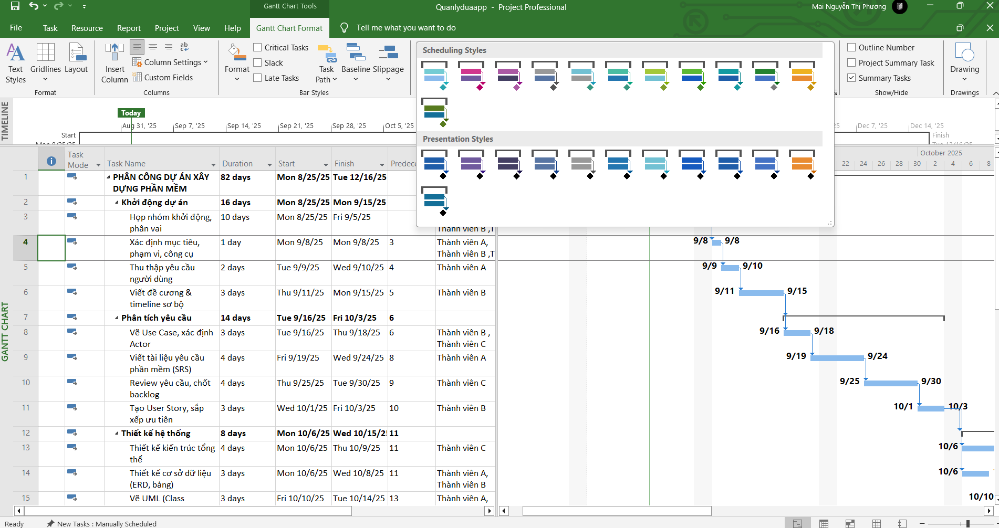 Gantt Chart Tools
Quanlyduaapp - Project Professional
Mai Nguyễn Thị Phương
File Task Resource Report Project View Help Gantt Chart Format Tell me what you want to do
Text Styles
Gridlines
Layout
Format
Insert Column
Column Settings
Custom Fields
Columns
Format
Critical Tasks
Slack
Late Tasks
Task Path
Baseline
Slippage
Bar Styles
Scheduling Styles
Presentation Styles
Outline Number
Project Summary Task
Summary Tasks
Show/Hide
Drawing
Drawings
TIMELINE
Today
Aug 31, '25 Sep 7, '25 Sep 14, '25 Sep 21, '25 Sep 28, '25 Oct 5, '25 Dec 7, '25 Dec 14, '25
Start
Mon 8/25/25
Finish
Tue 12/16/25
GANTT CHART
Task Mode Task Name Duration Start Finish Predece
October 2025
22 24 26 28 30 2 4 6 8
1 PHÂN CÔNG DỰ ÁN XÂY 82 days Mon 8/25/25 Tue 12/16/25
DỰNG PHẦN MỀM
2 Khởi động dự án 16 days Mon 8/25/25 Mon 9/15/25
3 Họp nhóm khởi động, 10 days Mon 8/25/25 Fri 9/5/25
phân vai Thành viên B ,T
4 Xác định mục tiêu, 1 day Mon 9/8/25 Mon 9/8/25 3 Thành viên A,
phạm vi, công cụ Thành viên B ,T
5 Thu thập yêu cầu 2 days Tue 9/9/25 Wed 9/10/25 4 Thành viên A
người dùng
6 Viết đề cương & 3 days Thu 9/11/25 Mon 9/15/25 5 Thành viên B
timeline sơ bộ
7 Phân tích yêu cầu 14 days Tue 9/16/25 Fri 10/3/25 6
8 Vẽ Use Case, xác định 3 days Tue 9/16/25 Thu 9/18/25 6 Thành viên B ,
Actor Thành viên C
9 Viết tài liệu yêu cầu 4 days Fri 9/19/25 Wed 9/24/25 8 Thành viên A
phần mềm (SRS)
10 Review yêu cầu, chốt 4 days Thu 9/25/25 Tue 9/30/25 9 Thành viên C
backlog
11 Tạo User Story, sắp 3 days Wed 10/1/25 Fri 10/3/25 10 Thành viên B
xếp ưu tiên
12 Thiết kế hệ thống 8 days Mon 10/6/25 Wed 10/15/2 11
13 Thiết kế kiến trúc tổng 4 days Mon 10/6/25 Thu 10/9/25 11 Thành viên C
thể
14 Thiết kế cơ sở dữ liệu 3 days Mon 10/6/25 Wed 10/8/25 11 Thành viên A,
(ERD, bảng) Thành viên B
15 Vẽ UML (Class 3 days Fri 10/10/25 Tue 10/14/25 13 Thành viên A,
9/8 9/8
9/9 9/10
9/11 9/15
9/16 9/18
9/19 9/24
9/25 9/30
10/1 10/3
10/6
10/6
10/10
Ready New Tasks : Manually Scheduled